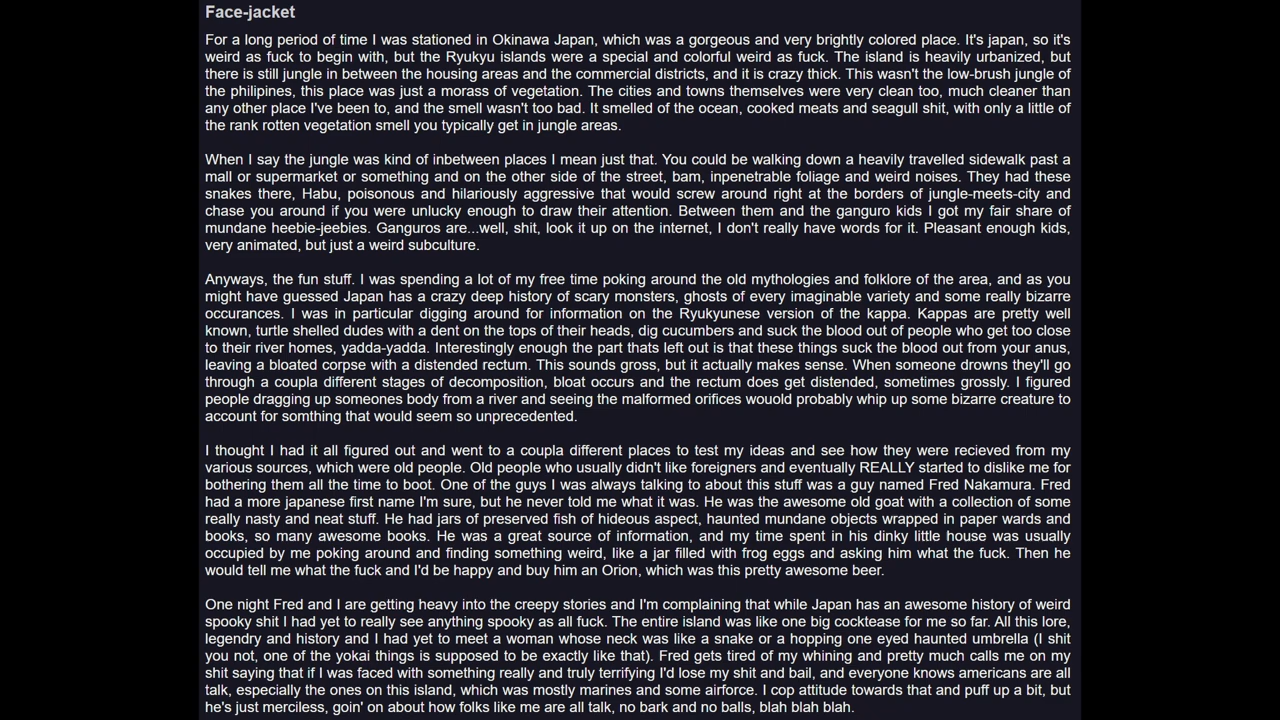 Face-jacket
For a long period of time I was stationed in Okinawa Japan, which was a gorgeous and very brightly colored place. It's japan, so it's
weird as fuck to begin with, but the Ryukyu islands were a special and colorful weird as fuck. The island is heavily urbanized, but
there is still jungle in between the housing areas and the commercial districts, and it is crazy thick. This wasn't the low-brush jungle of
the philipines, this place was just a morass of vegetation. The cities and towns themselves were very clean too, much cleaner than
any other place I've been to, and the smell wasn't too bad. It smelled of the ocean, cooked meats and seagull shit, with only a little of
the rank rotten vegetation smell you typically get in jungle areas.
When I say the jungle was kind of inbetween places I mean just that. You could be walking down a heavily travelled sidewalk past a
mall or supermarket or something and on the other side of the street, bam, inpenetrable foliage and weird noises. They had these
snakes there, Habu, poisonous and hilariously aggressive that would screw around right at the borders of jungle-meets-city and
chase you around if you were unlucky enough to draw their attention. Between them and the ganguro kids I got my fair share of
mundane heebie-jeebies. Ganguros are...well, shit, look it up on the internet, I don't really have words for it. Pleasant enough kids,
very animated, but just a weird subculture.
Anyways, the fun stuff. I was spending a lot of my free time poking around the old mythologies and folklore of the area, and as you
might have guessed Japan has a crazy deep history of scary monsters, ghosts of every imaginable variety and some really bizarre
occurances. I was in particular digging around for information on the Ryukyunese version of the kappa. Kappas are pretty well
known, turtle shelled dudes with a dent on the tops of their heads, dig cucumbers and suck the blood out of people who get too close
to their river homes, yadda-yadda. Interestingly enough the part thats left out is that these things suck the blood out from your anus,
leaving a bloated corpse with a distended rectum. This sounds gross, but it actually makes sense. When someone drowns they'll go
through a coupla different stages of decomposition, bloat occurs and the rectum does get distended, sometimes grossly. I figured
people dragging up someones body from a river and seeing the malformed orifices wouold probably whip up some bizarre creature to
account for somthing that would seem so unprecedented.
I thought I had it all figured out and went to a coupla different places to test my ideas and see how they were recieved from my
various sources, which were old people. Old people who usually didn't like foreigners and eventually REALLY started to dislike me for
bothering them all the time to boot. One of the guys I was always talking to about this stuff was a guy named Fred Nakamura. Fred
had a more japanese first name I'm sure, but he never told me what it was. He was the awesome old goat with a collection of some
really nasty and neat stuff. He had jars of preserved fish of hideous aspect, haunted mundane objects wrapped in paper wards and
books, so many awesome books. He was a great source of information, and my time spent in his dinky little house was usually
occupied by me poking around and finding something weird, like a jar filled with frog eggs and asking him what the fuck. Then he
would tell me what the fuck and I'd be happy and buy him an Orion, which was this pretty awesome beer.
One night Fred and I are getting heavy into the creepy stories and I'm complaining that while Japan has an awesome history of weird
spooky shit I had yet to really see anything spooky as all fuck. The entire island was like one big cocktease for me so far. All this lore,
legendry and history and I had yet to meet a woman whose neck was like a snake or a hopping one eyed haunted umbrella (I shit
you not, one of the yokai things is supposed to be exactly like that). Fred gets tired of my whining and pretty much calls me on my
shit saying that if I was faced with something really and truly terrifying I'd lose my shit and bail, and everyone knows americans are all
talk, especially the ones on this island, which was mostly marines and some airforce. I cop attitude towards that and puff up a bit, but
he's just merciless, goin' on about how folks like me are all talk, no bark and no balls, blah blah blah.